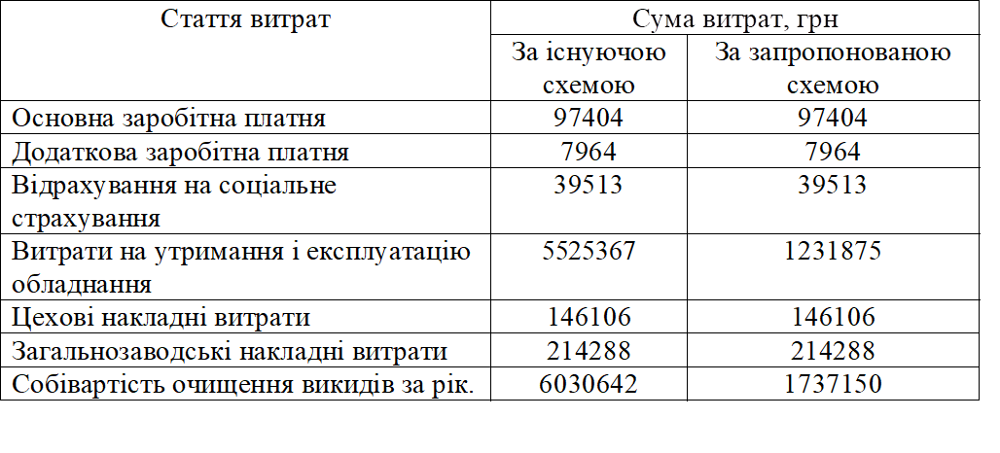 Стаття витрат Сума витрат, грн
За існуючою За запропонованою
схемою схемою
Основна заробітна платня 97404 97404
Додаткова заробітна платня 7964 7964
Відрахування на соціальне 39513 39513
страхування
Витрати на утримання і експлуатацію 5525367 1231875
обладнання
Цехові накладні витрати 146106 146106
Загальнозаводські накладні витрати 214288 214288
Собівартість очищення викидів за рік. 6030642 1737150